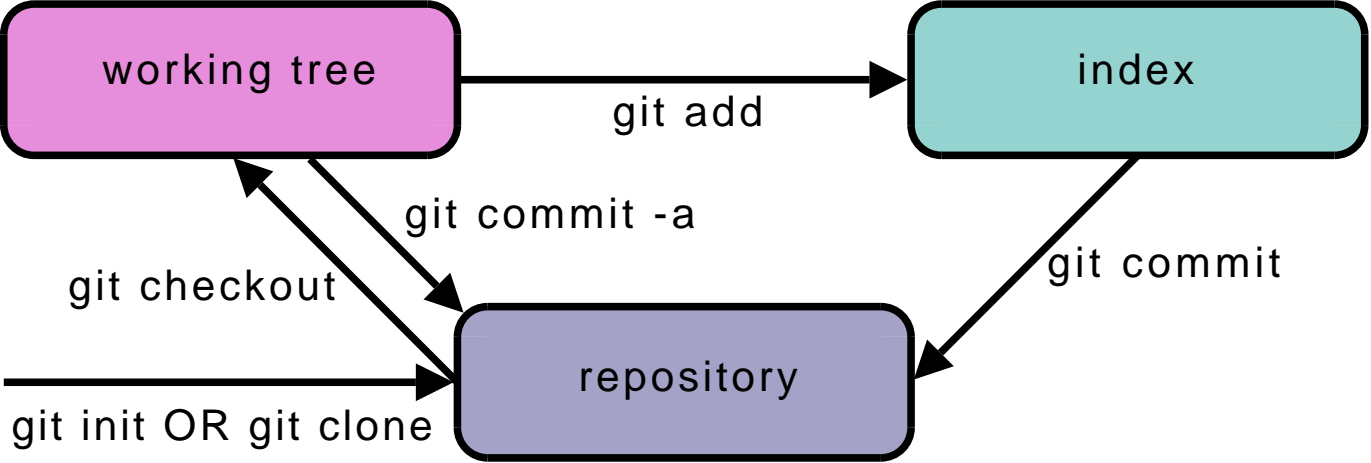 working tree
index
git add
git commit -a
git commit
git checkout
repository
git init OR git clone